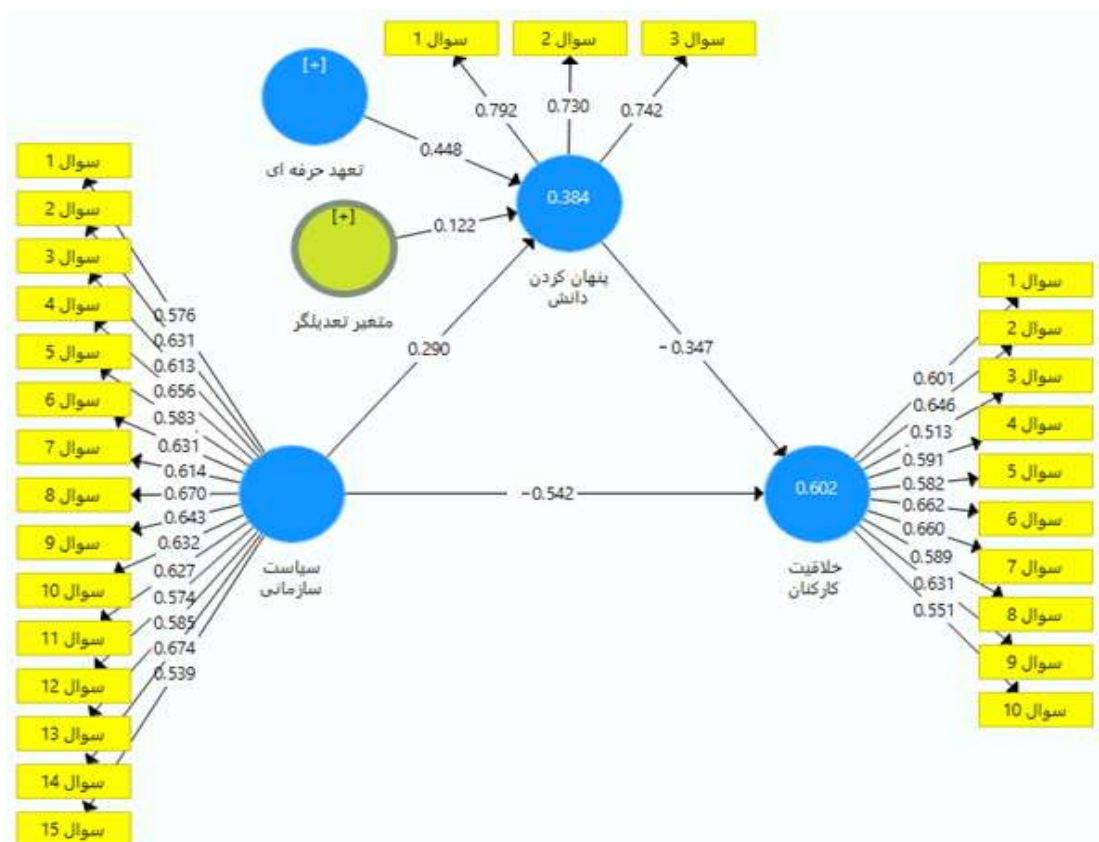 سوال 1
سوال 2
سوال 3
[+]
0.792
0.730
0.742
0.448
تعهد حرفه ای
[+]
0.122
متغیر تعدیلگر
0.384
پنهان کردن
دانش
0.290
-0.347
-0.542
سوال 1
سوال 2
سوال 3
سوال 4
سوال 5
سوال 6
سوال 7
سوال 8
سوال 9
سوال 10
سوال 11
سوال 12
سوال 13
سوال 14
سوال 15
0.576
0.631
0.613
0.656
0.583
0.631
0.614
0.670
0.643
0.632
0.627
0.574
0.585
0.674
0.539
سیاست
سازمانی
0.602
خلاقیت
کارکنان
0.601
0.646
0.513
0.591
0.582
0.662
0.660
0.589
0.631
0.551
سوال 1
سوال 2
سوال 3
سوال 4
سوال 5
سوال 6
سوال 7
سوال 8
سوال 9
سوال 10